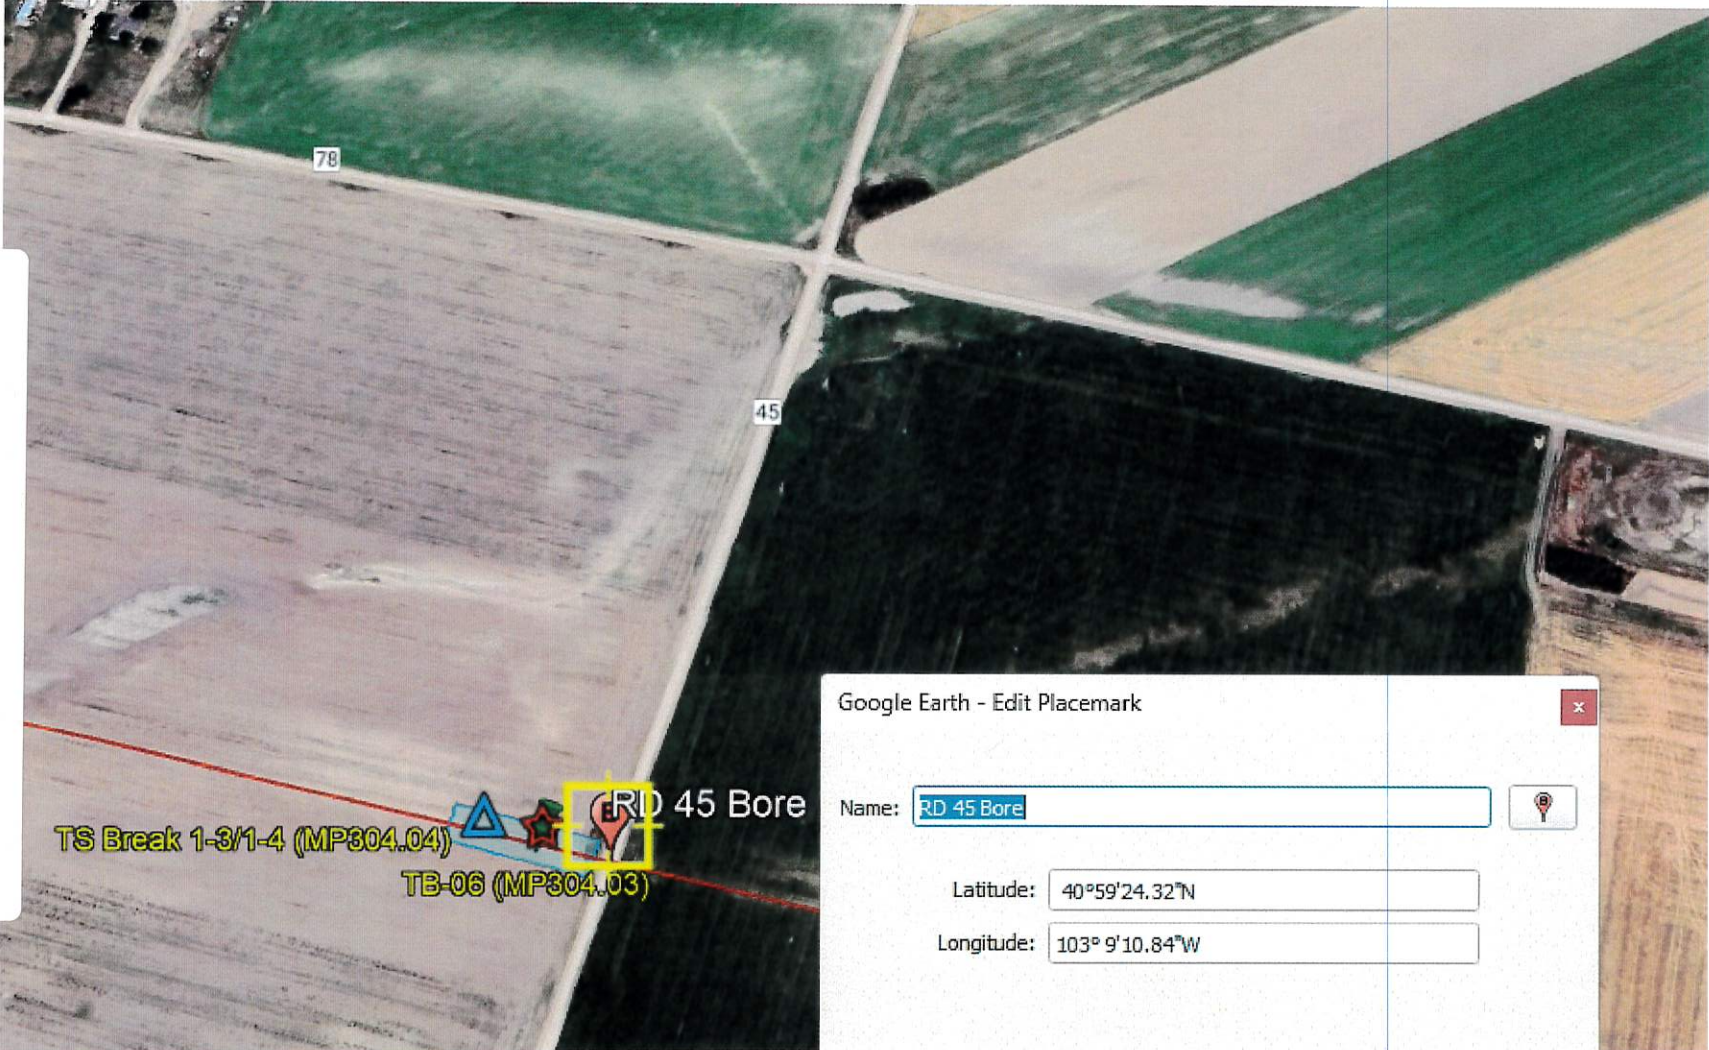 78
45
RD 45 Bore
TS Break 1-3/1-4 (MP304.04)
TB-06 (MP304.03)
Google Earth - Edit Placemark
x
Name: RD 45 Bore
Latitude: 40°59'24.32"N
Longitude: 103° 9'10.84"W